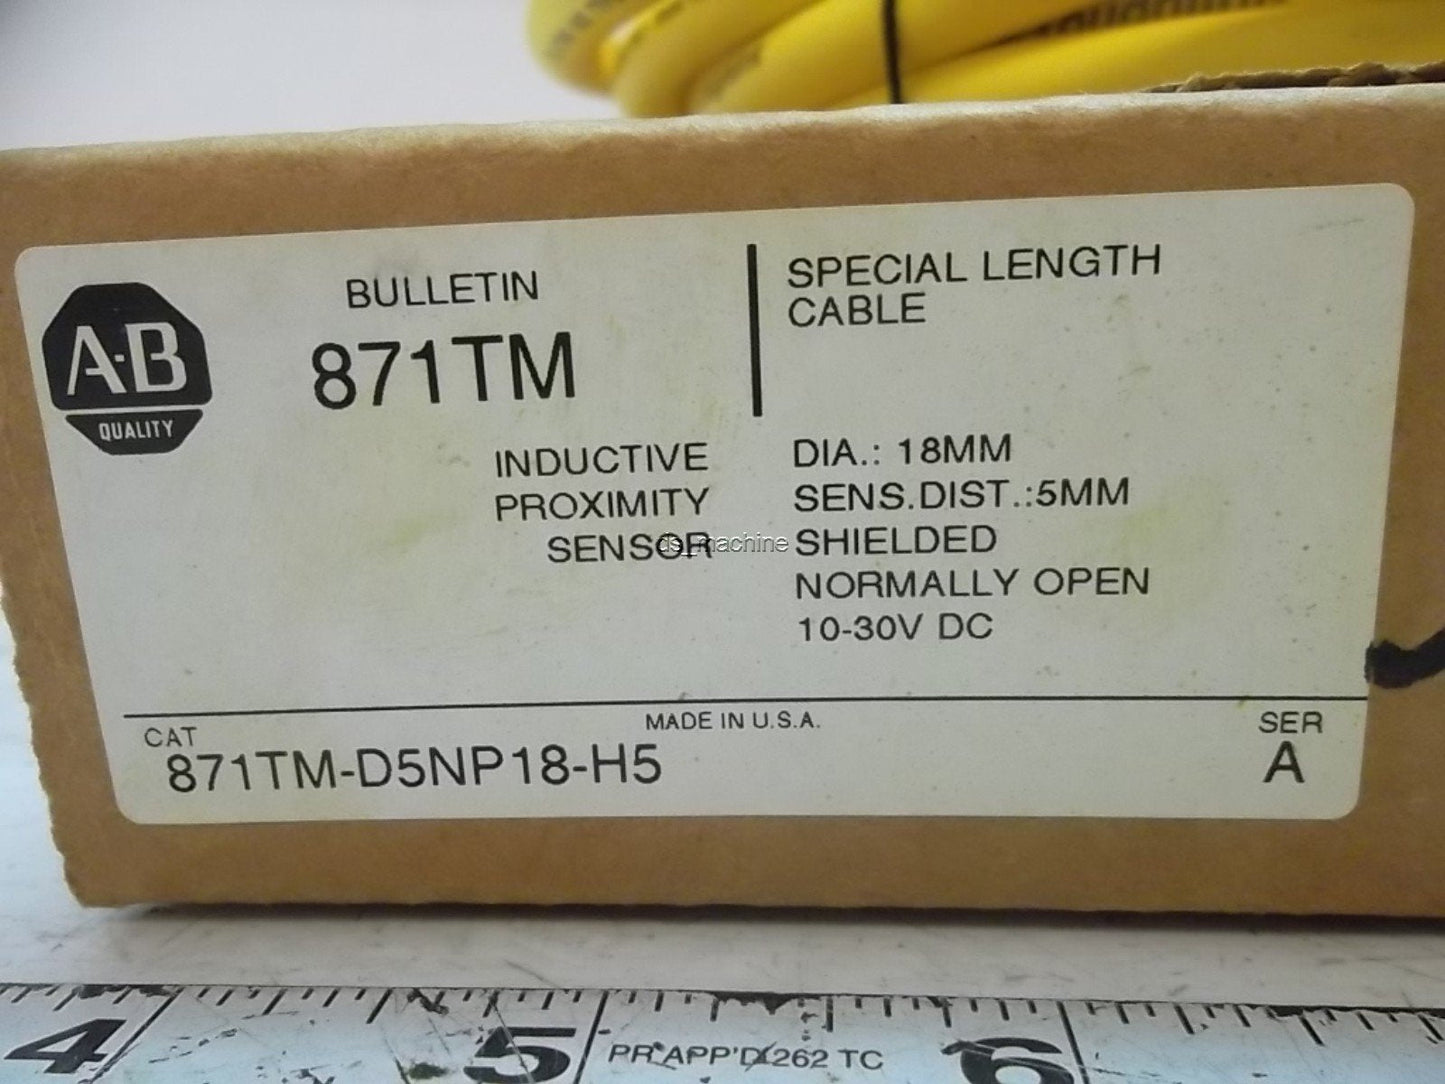 BULLETIN
871TM
SPECIAL LENGTH
CABLE
A-B
QUALITY
INDUCTIVE
PROXIMITY
SENSOR
ds_machine
DIA.: 18MM
SENS.DIST.:5MM
SHIELDED
NORMALLY OPEN
10-30V DC
MADE IN U.S.A.
CAT
871TM-D5NP18-H5
SER
A
4 5 PR. APP'D. 262 TC 6